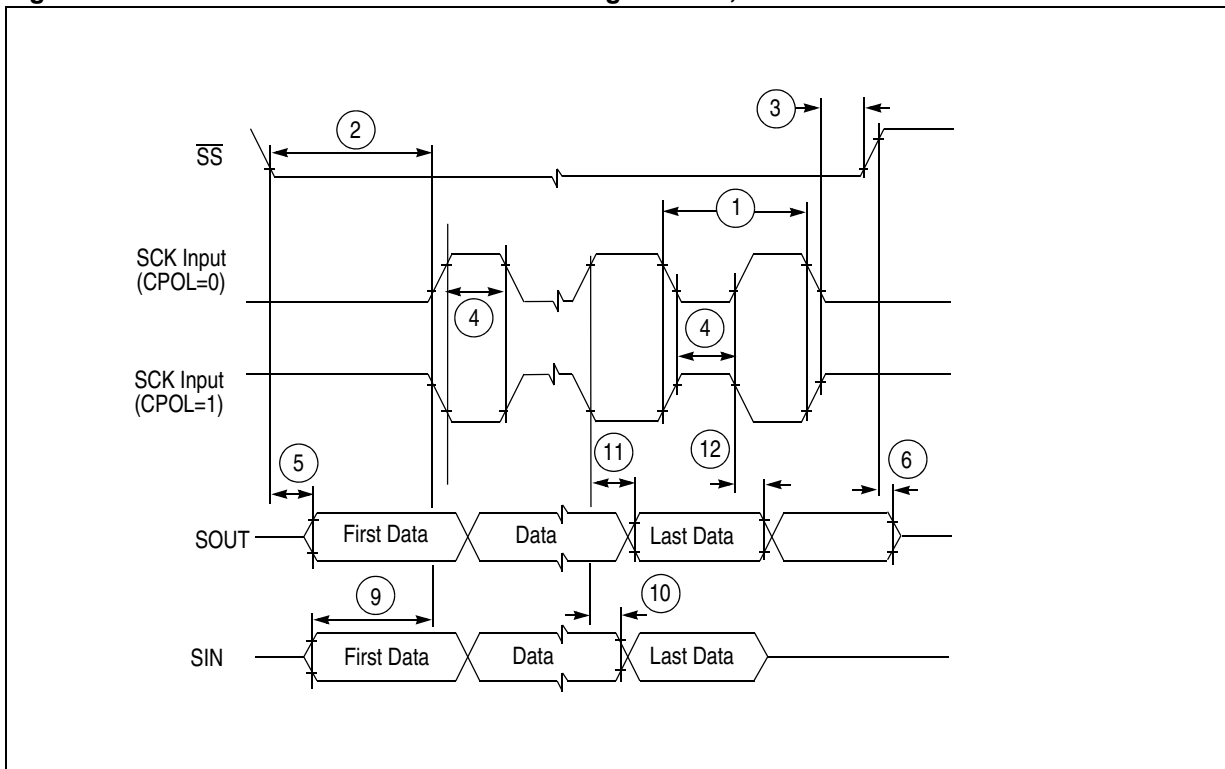 3
2
SS
1
SCK Input
(CPOL=0)
4
4
SCK Input
(CPOL=1)
11
12
5
6
SOUT
First Data
Data
Last Data
9
10
SIN
First Data
Data
Last Data